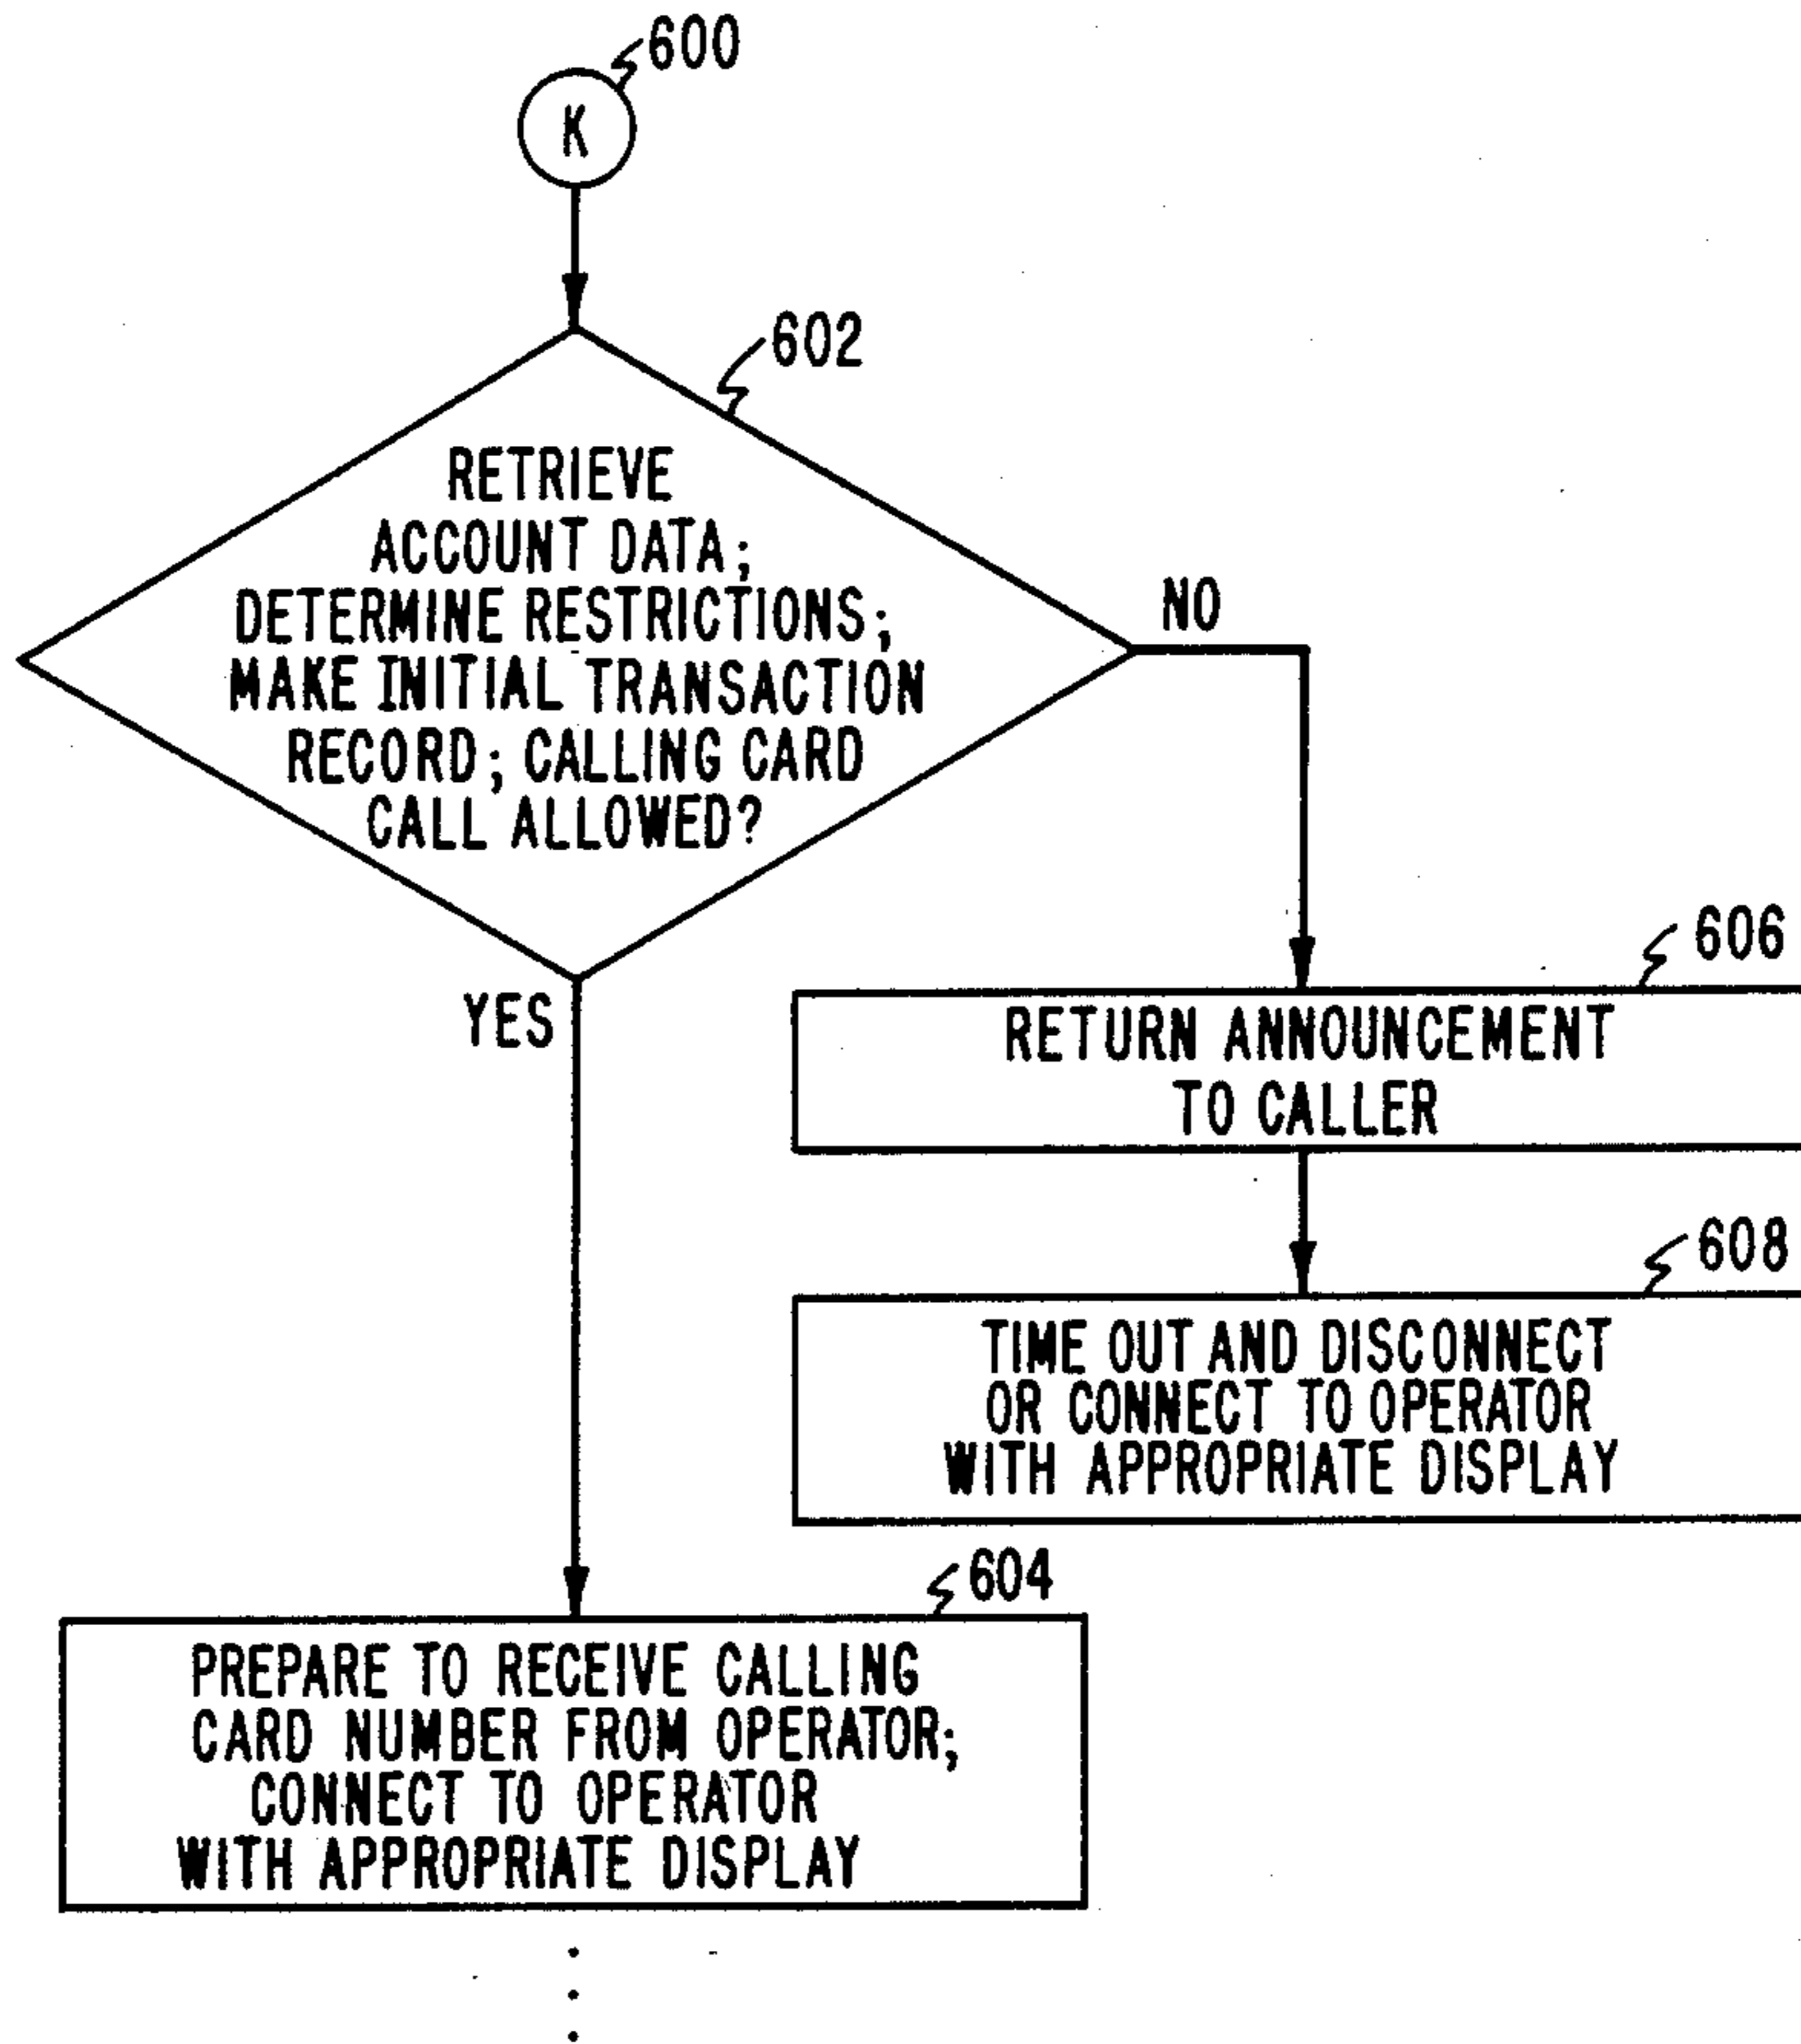 600
K
602
RETRIEVE
ACCOUNT DATA;
DETERMINE RESTRICTIONS;
MAKE INITIAL TRANSACTION
RECORD; CALLING CARD
CALL ALLOWED?
NO
YES
606
RETURN ANNOUNCEMENT
TO CALLER
608
TIME OUT AND DISCONNECT
OR CONNECT TO OPERATOR
WITH APPROPRIATE DISPLAY
604
PREPARE TO RECEIVE CALLING
CARD NUMBER FROM OPERATOR;
CONNECT TO OPERATOR
WITH APPROPRIATE DISPLAY